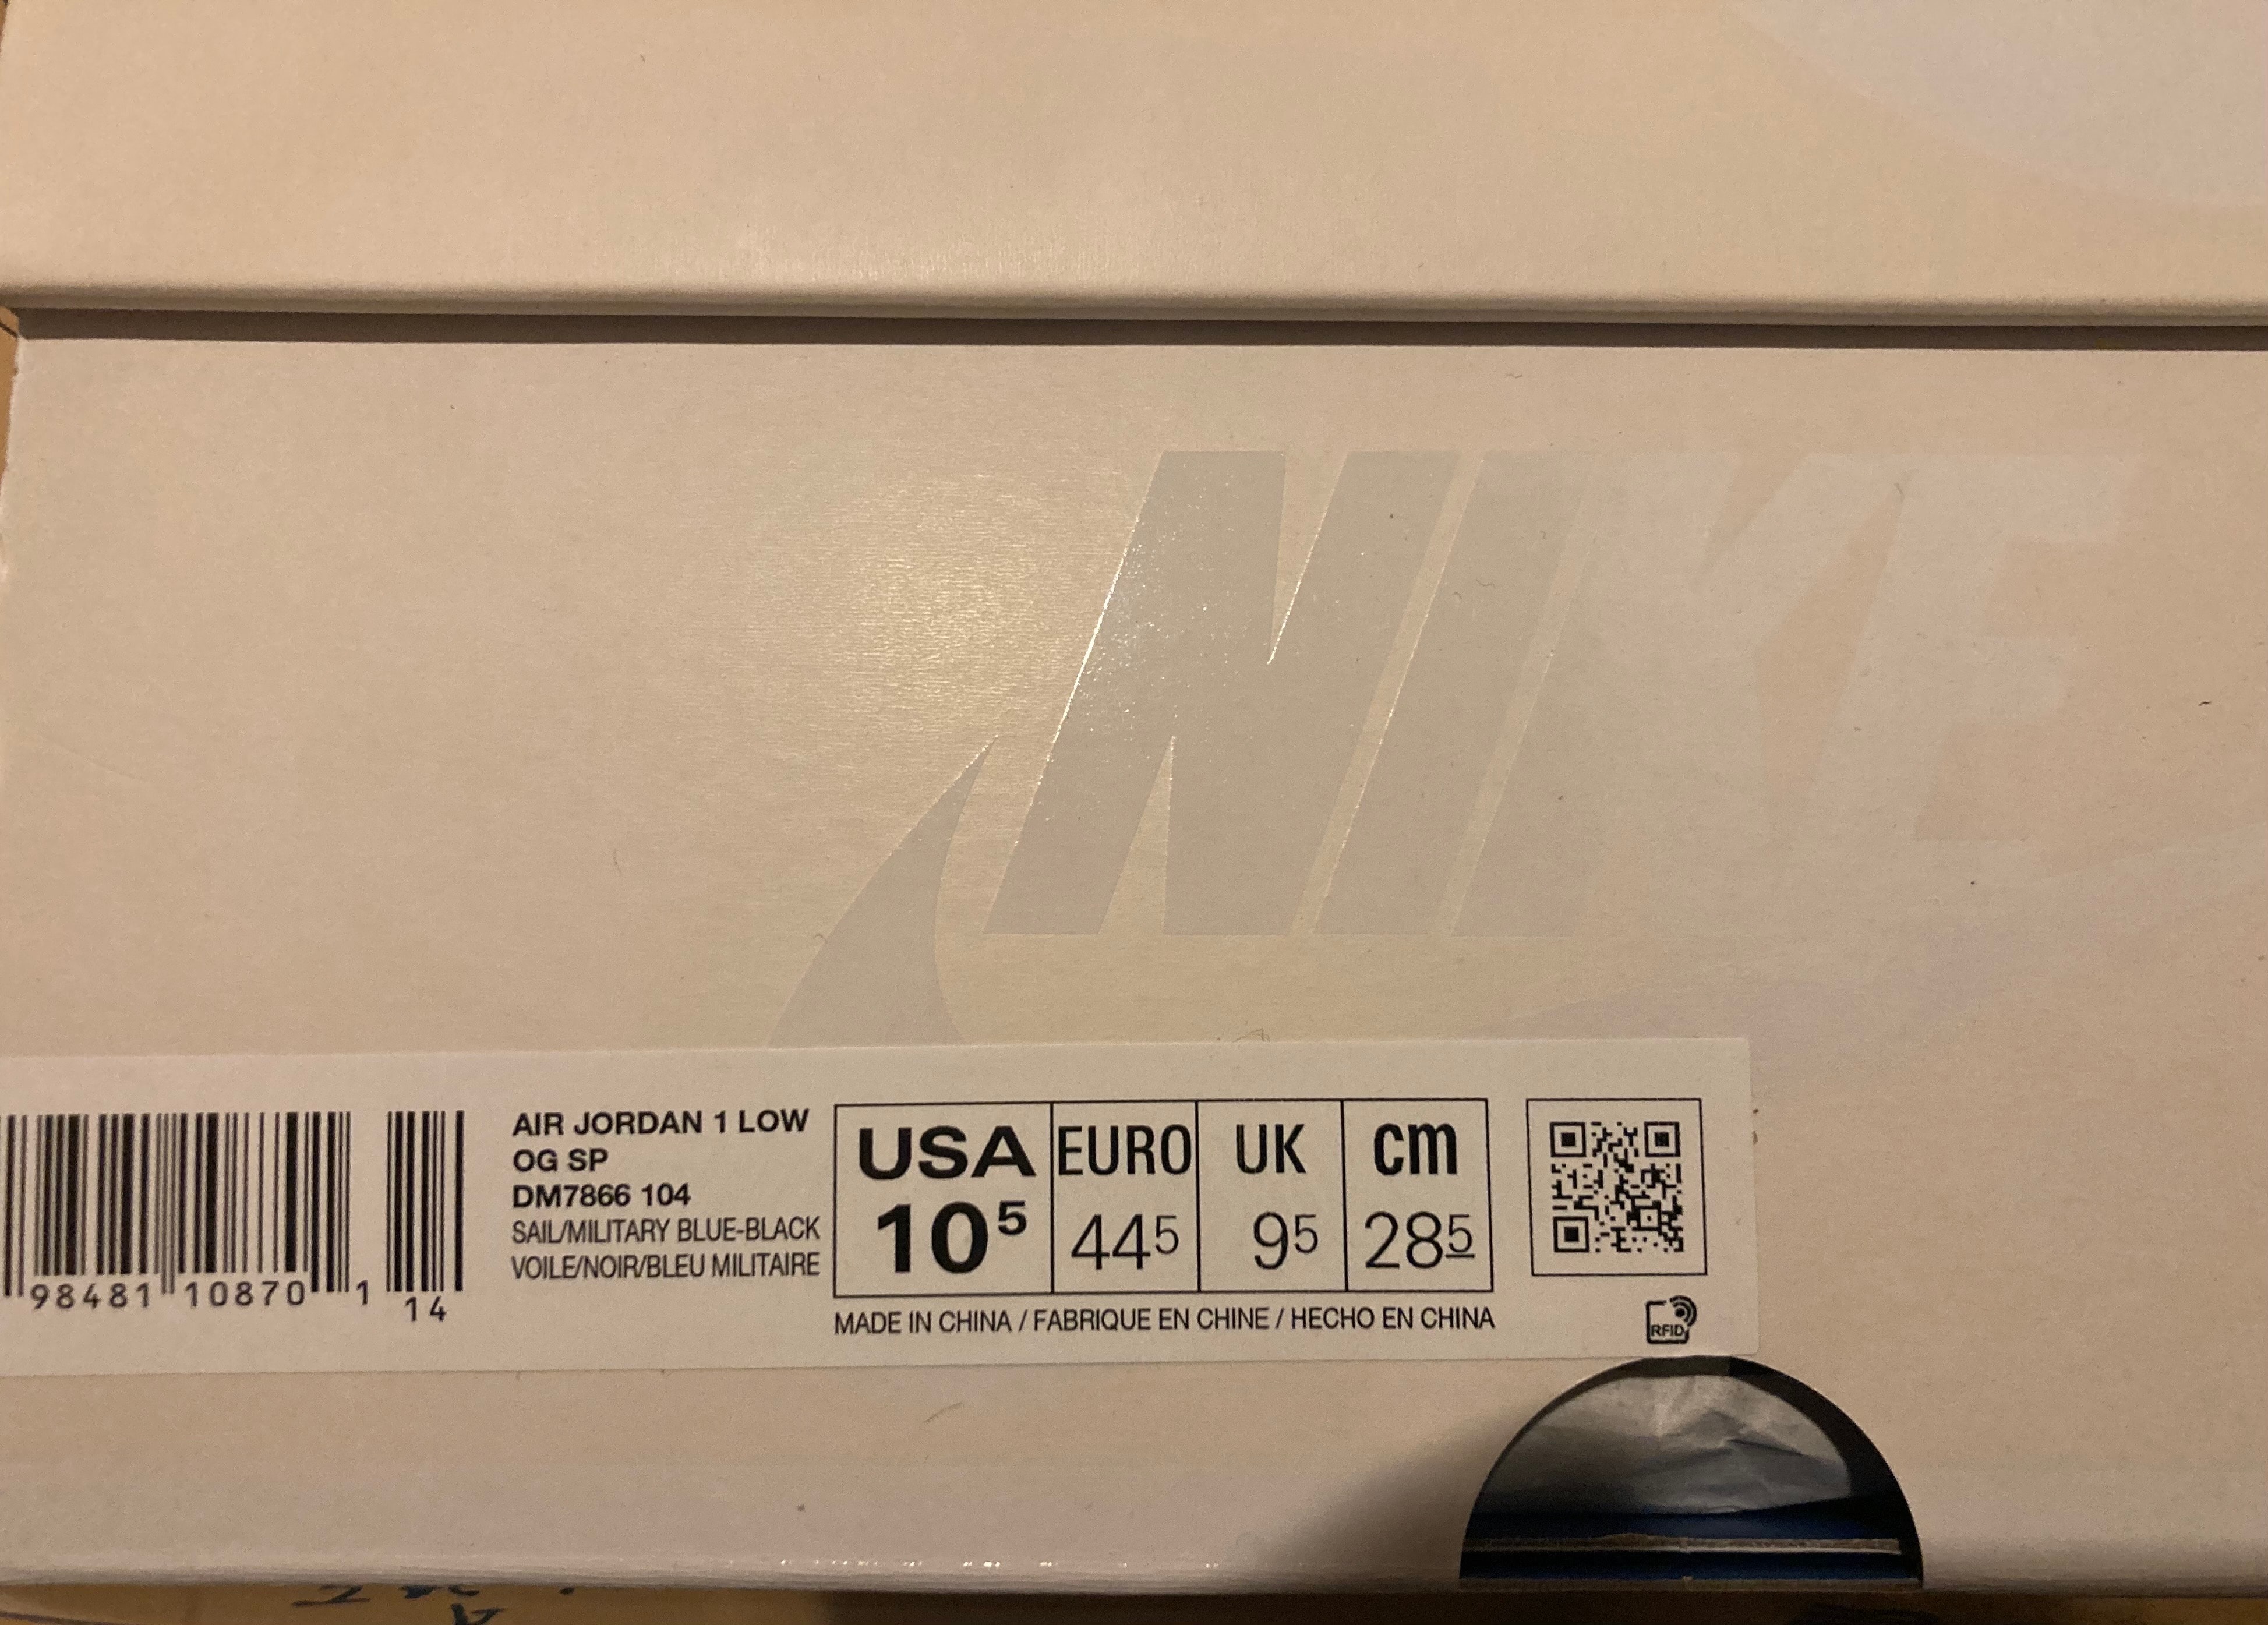 NIKE
AIR JORDAN 1 LOW
OG SP
DM7866 104
SAIL/MILITARY BLUE-BLACK
VOILE/NOIR/BLEU MILITAIRE
98481 10870 1 14
USA EURO UK cm
10⁵ 44⁵ 9⁵ 28⁵
MADE IN CHINA / FABRIQUE EN CHINE / HECHO EN CHINA
RFID